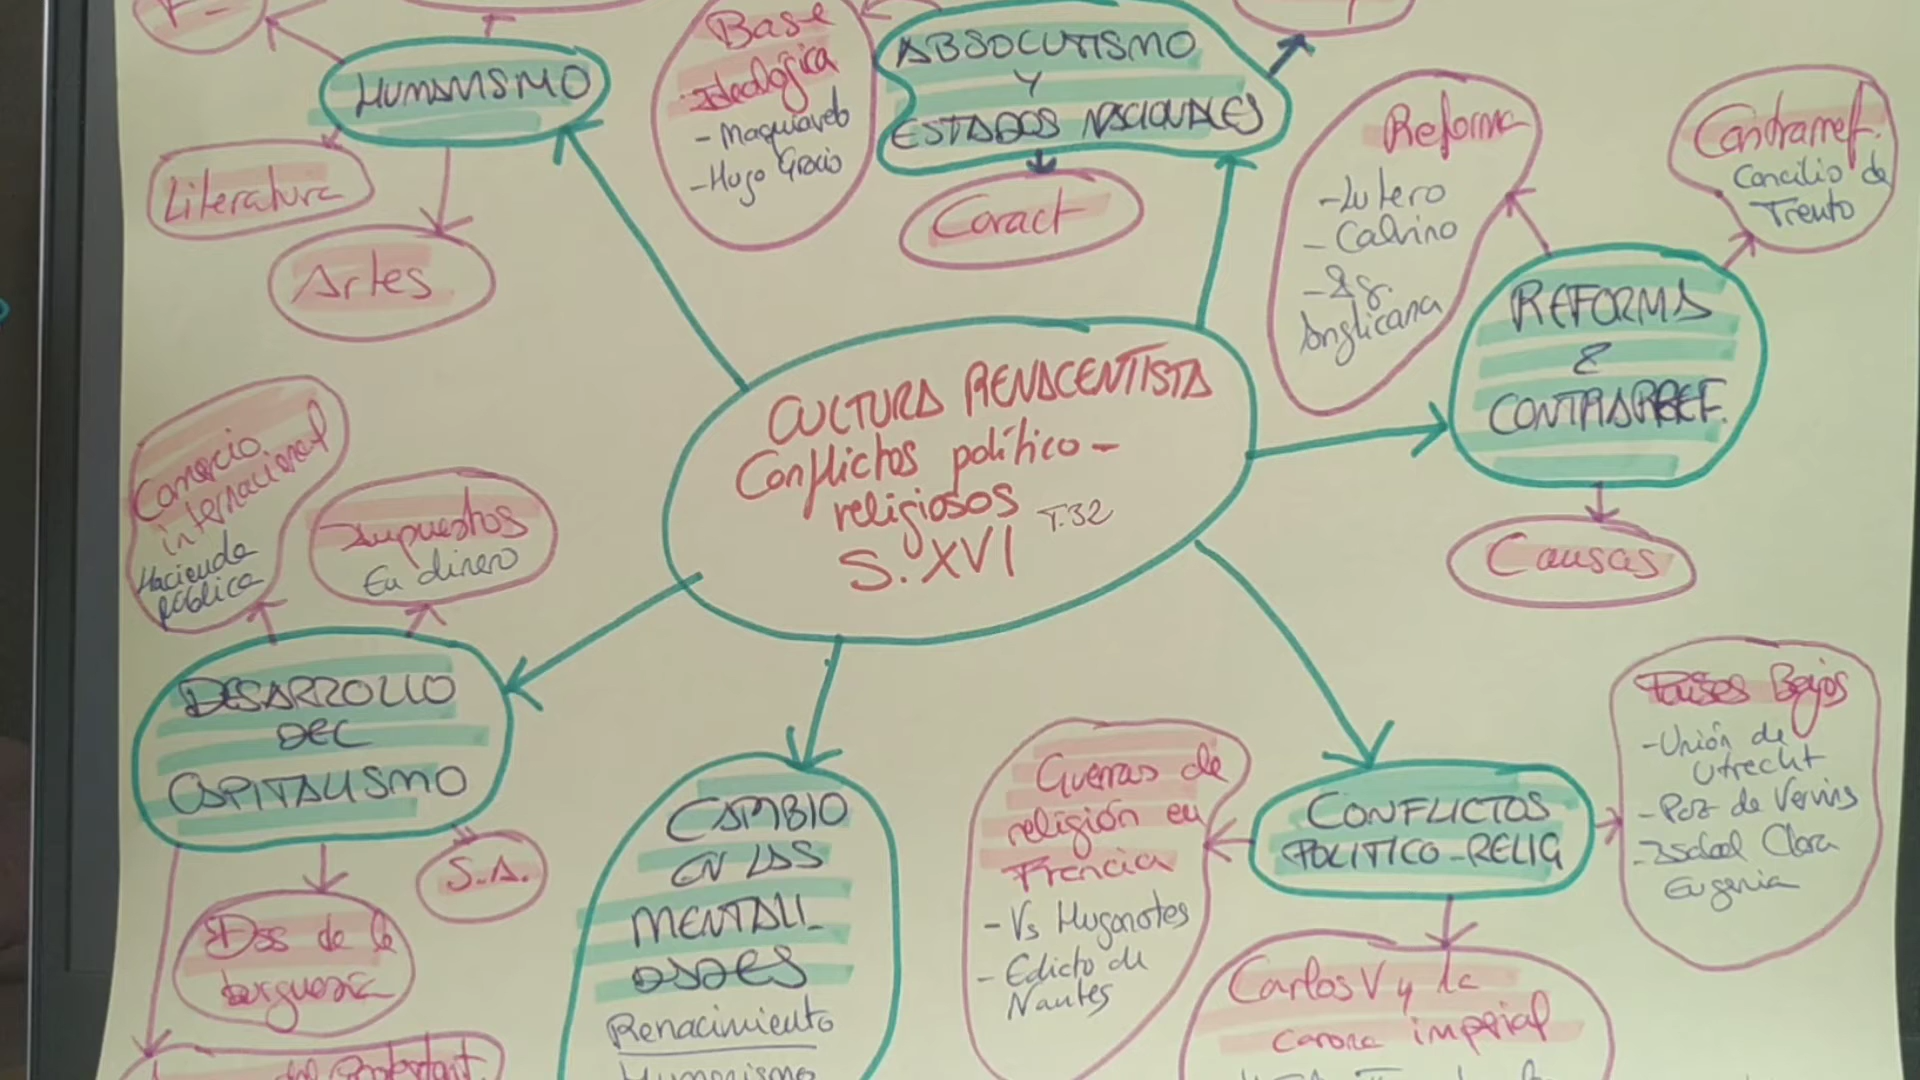 HUMANISMO
Literatura
Artes
Base
Ideológica
- Maquiavelo
- Hugo Grocio
ABSOLUTISMO
Y
ESTADOS NACIONALES
Caract
Reforma
- Lutero
- Calvino
- Ig.
Anglicana
Contraref.
Concilio de
Trento
REFORMA
E
CONTRARREF.
Causas
CULTURA RENACENTISTA
Conflictos político -
religiosos
T.32
S. XVI
Comercio
internacional
Hacienda
pública
Impuestos
En dinero
DESARROLLO
DEL
CAPITALISMO
S.A.
Dss de la
burguesía
del Protestant.
CAMBIO
EN LAS
MENTALI_
DADES
Renacimiento
Humanismo
Guerras de
religión en
Francia
- Vs Hugonotes
- Edicto de
Nantes
CONFLICTOS
POLITICO-RELIG
Países Bajos
- Unión de
Utrecht
- Paz de Vervins
- Isabel Clara
Eugenia
Carlos V y la
corona imperial